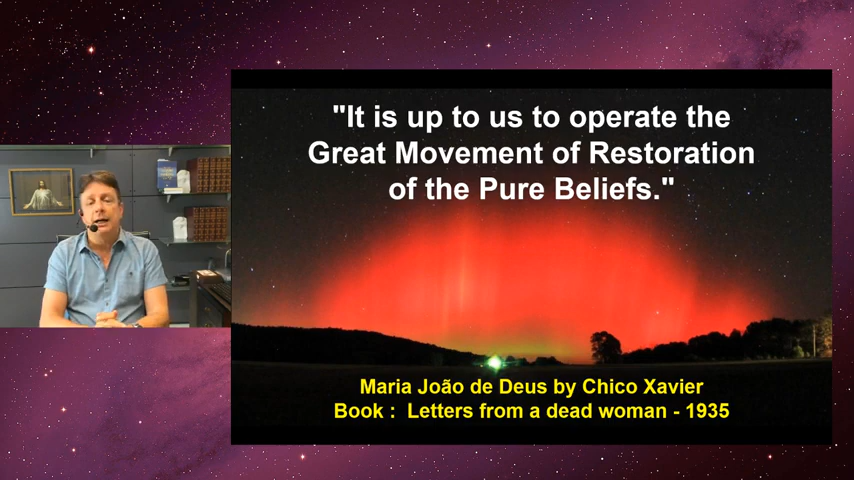 "It is up to us to operate the
Great Movement of Restoration
of the Pure Beliefs."
Maria João de Deus by Chico Xavier
Book : Letters from a dead woman - 1935